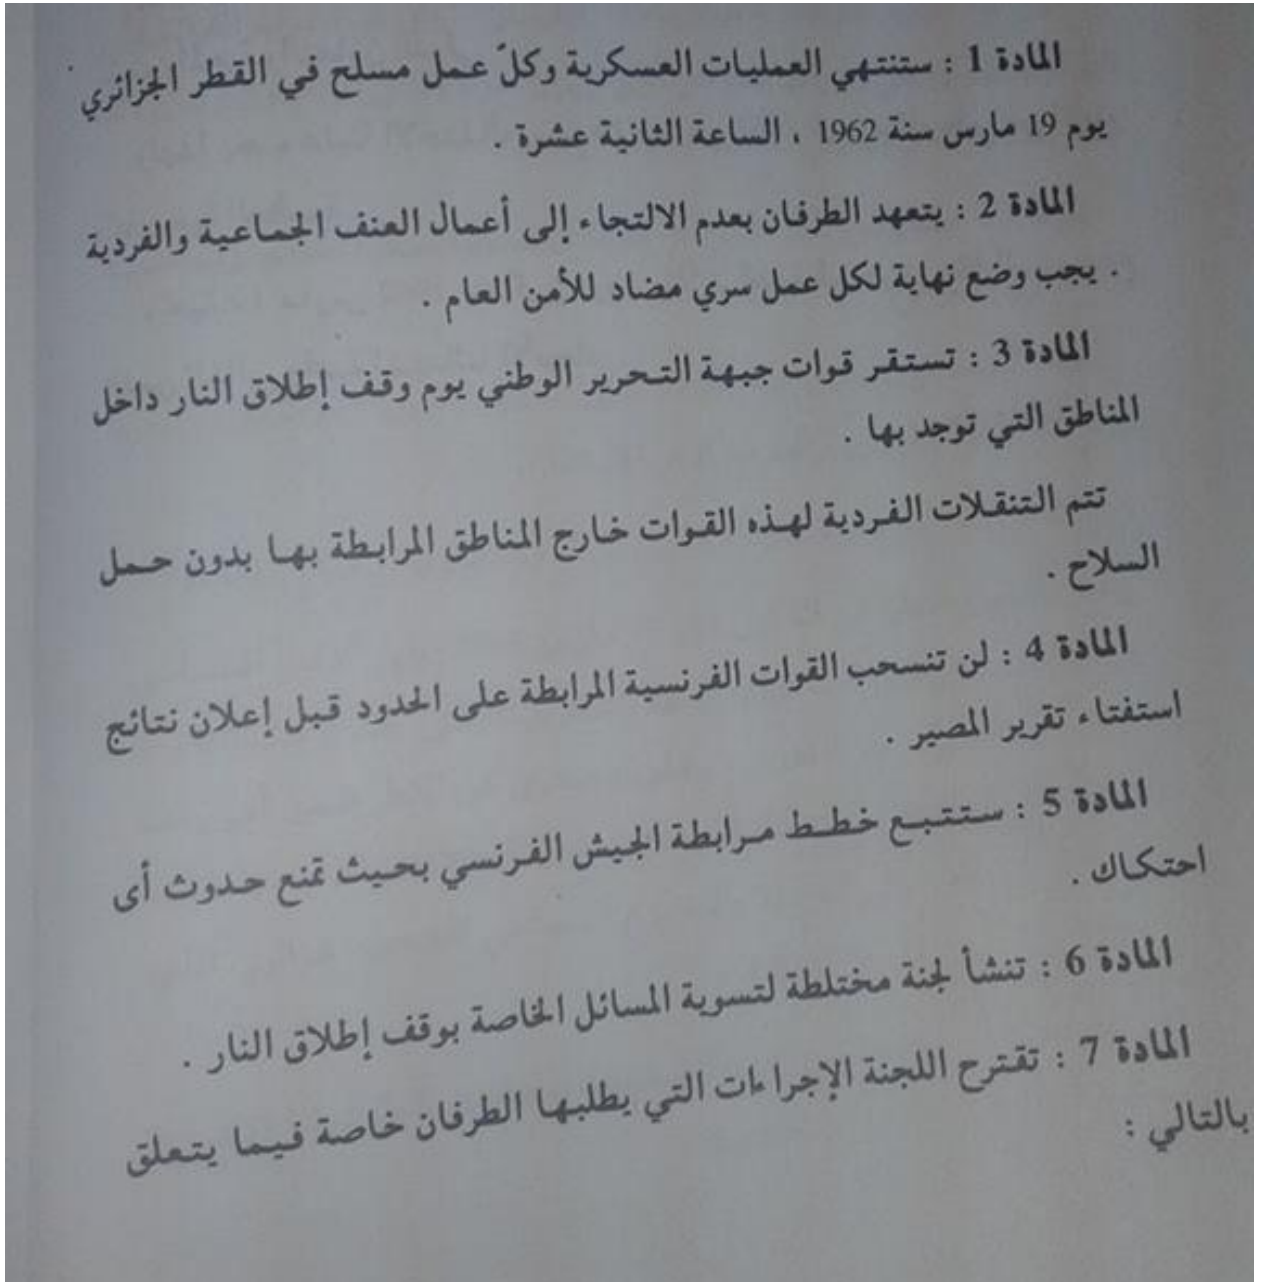 المادة 1 : ستنتهي العمليات العسكرية وكلّ عمل مسلح في القطر الجزائري
يوم 19 مارس سنة 1962 ، الساعة الثانية عشرة .
المادة 2 : يتعهد الطرفان بعدم الالتجاء إلى أعمال العنف الجماعية والفردية
. يجب وضع نهاية لكل عمل سري مضاد للأمن العام .
المادة 3 : تستقر قوات جبهة التحرير الوطني يوم وقف إطلاق النار داخل
المناطق التي توجد بها .
تتم التنقلات الفردية لهذه القوات خارج المناطق المرابطة بها بدون حمل
السلاح .
المادة 4 : لن تنسحب القوات الفرنسية المرابطة على الحدود قبل إعلان نتائج
استفتاء تقرير المصير .
المادة 5 : ستتبع خطط مرابطة الجيش الفرنسي بحيث تمنع حدوث أى
احتكاك .
المادة 6 : تنشأ لجنة مختلطة لتسوية المسائل الخاصة بوقف إطلاق النار .
المادة 7 : تقترح اللجنة الإجراءات التي يطلبها الطرفان خاصة فيما يتعلق
بالتالي :